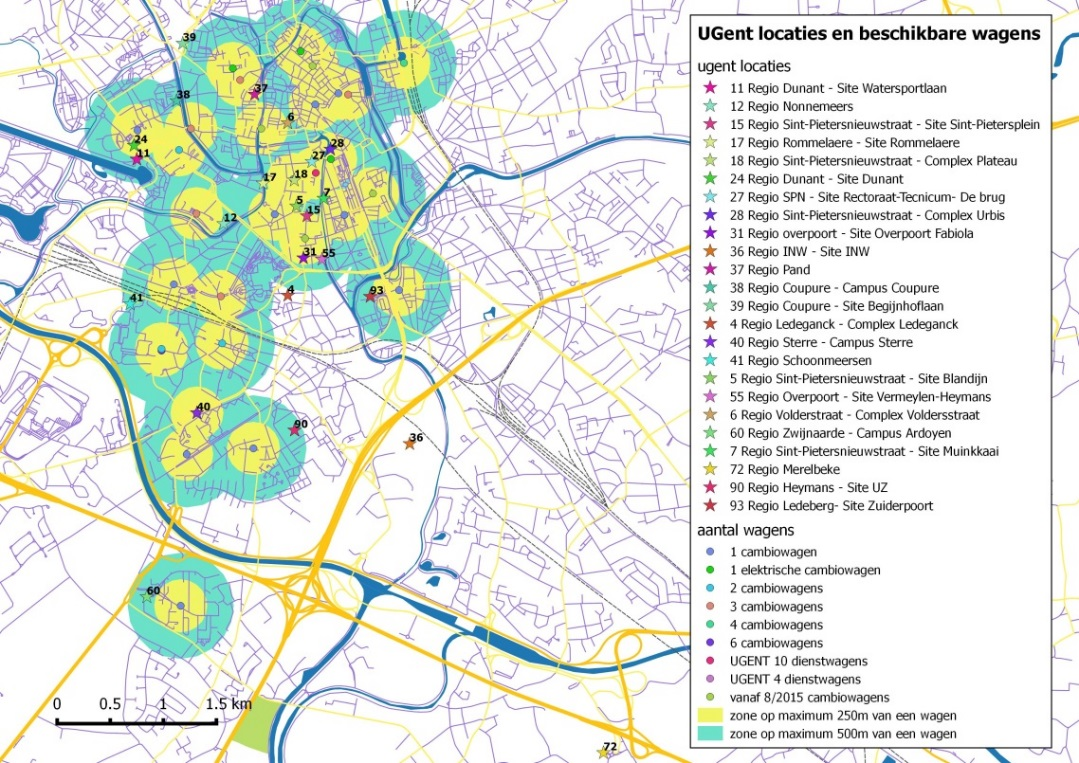 39
38
37
6
24
11
28
27
17
18
7
5
15
12
31
55
4
93
41
40
90
36
60
72
0 0.5 1 1.5 km
UGent locaties en beschikbare wagens
ugent locaties
11 Regio Dunant - Site Watersportlaan
12 Regio Nonnemeers
15 Regio Sint-Pietersnieuwstraat - Site Sint-Pietersplein
17 Regio Rommelaere - Site Rommelaere
18 Regio Sint-Pietersnieuwstraat - Complex Plateau
24 Regio Dunant - Site Dunant
27 Regio SPN - Site Rectoraat-Tecnicum- De brug
28 Regio Sint-Pietersnieuwstraat - Complex Urbis
31 Regio overpoort - Site Overpoort Fabiola
36 Regio INW - Site INW
37 Regio Pand
38 Regio Coupure - Campus Coupure
39 Regio Coupure - Site Begijnhoflaan
4 Regio Ledeganck - Complex Ledeganck
40 Regio Sterre - Campus Sterre
41 Regio Schoonmeersen
5 Regio Sint-Pietersnieuwstraat - Site Blandijn
55 Regio Overpoort - Site Vermeylen-Heymans
6 Regio Volderstraat - Complex Voldersstraat
60 Regio Zwijnaarde - Campus Ardoyen
7 Regio Sint-Pietersnieuwstraat - Site Muinkkaai
72 Regio Merelbeke
90 Regio Heymans - Site UZ
93 Regio Ledeberg- Site Zuiderpoort
aantal wagens
1 cambiowagen
1 elektrische cambiowagen
2 cambiowagens
3 cambiowagens
4 cambiowagens
6 cambiowagens
UGENT 10 dienstwagens
UGENT 4 dienstwagens
vanaf 8/2015 cambiowagens
zone op maximum 250m van een wagen
zone op maximum 500m van een wagen